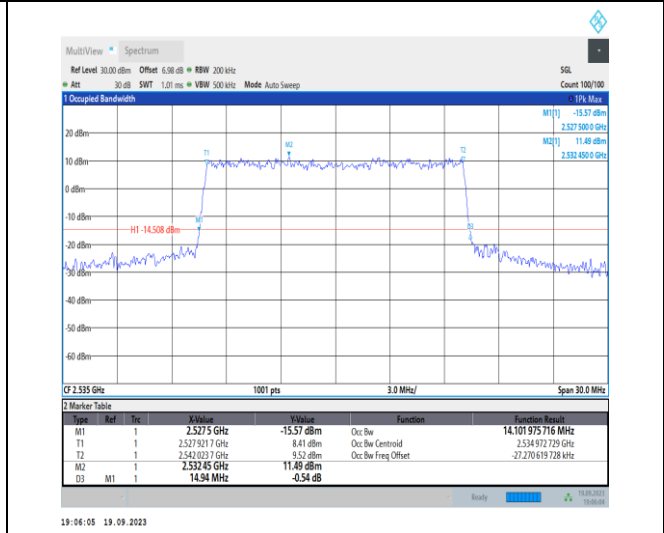 MultiView Spectrum
Ref Level 30.00 dBm Offset 6.98 dB RBW 200 kHz SGL
Att 30 dB SWT 1.01 ms VBW 500 kHz Mode Auto Sweep Count 100/100
1 Occupied Bandwidth 1Pk Max
M1[1] -15.57 dBm
2.527 500 0 GHz
M2[1] 11.49 dBm
2.532 450 0 GHz
20 dBm
T1 M2 T2
10 dBm
0 dBm
-10 dBm
M1
H1 -14.508 dBm
D3
-20 dBm
-30 dBm
-40 dBm
-50 dBm
-60 dBm
CF 2.535 GHz 1001 pts 3.0 MHz/ Span 30.0 MHz
2 Marker Table
Type Ref Trc X-Value Y-Value Function Function Result
M1 1 2.5275 GHz -15.57 dBm Occ Bw 14.101 975 716 MHz
T1 1 2.527 921 7 GHz 8.41 dBm Occ Bw Centroid 2.534 972 729 GHz
T2 1 2.542 023 7 GHz 9.52 dBm Occ Bw Freq Offset -27.270 619 728 kHz
M2 1 2.53245 GHz 11.49 dBm
D3 M1 1 14.94 MHz -0.54 dB
Ready 19.09.2023
19:06:06
19:06:05 19.09.2023